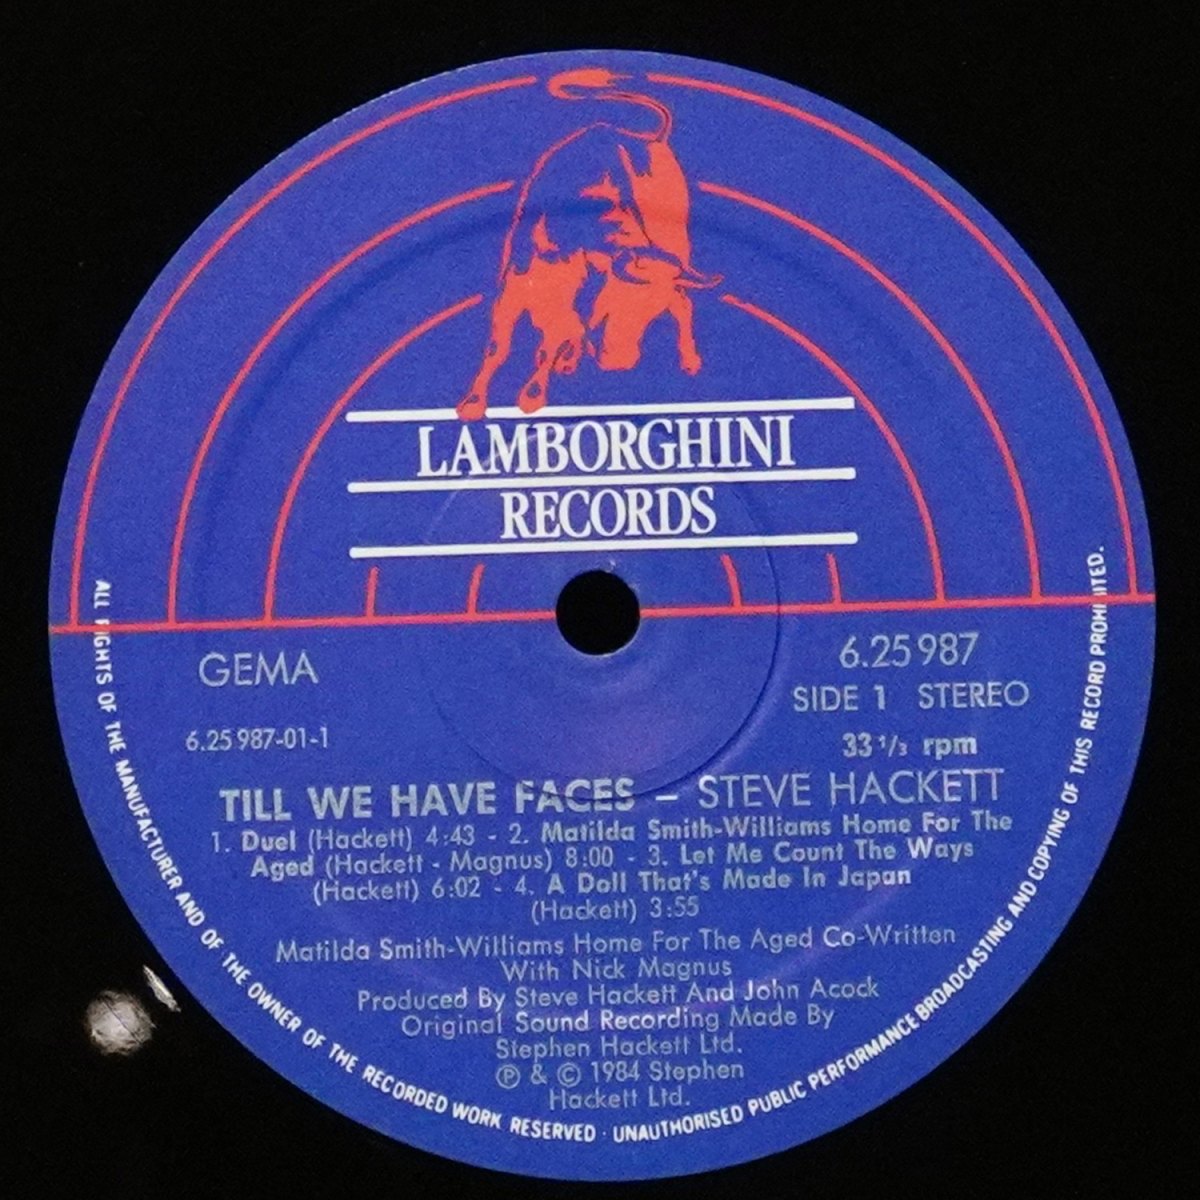 LAMBORGHINI
RECORDS
GEMA
6.25987
SIDE 1 STEREO
6.25987-01-1
33 1/3 rpm
TILL WE HAVE FACES – STEVE HACKETT
1. Duel (Hackett) 4:43 - 2. Matilda Smith-Williams Home For The
Aged (Hackett - Magnus) 8:00 - 3. Let Me Count The Ways
(Hackett) 6:02 - 4. A Doll That's Made In Japan
(Hackett) 3:55
Matilda Smith-Williams Home For The Aged Co-Written
With Nick Magnus
Produced By Steve Hackett And John Acock
Original Sound Recording Made By
Stephen Hackett Ltd.
℗ & © 1984 Stephen
Hackett Ltd.
ALL RIGHTS OF THE MANUFACTURER AND OF THE OWNER OF THE RECORDED WORK RESERVED · UNAUTHORISED PUBLIC PERFORMANCE BROADCASTING AND COPYING OF THIS RECORD PROHIBITED.